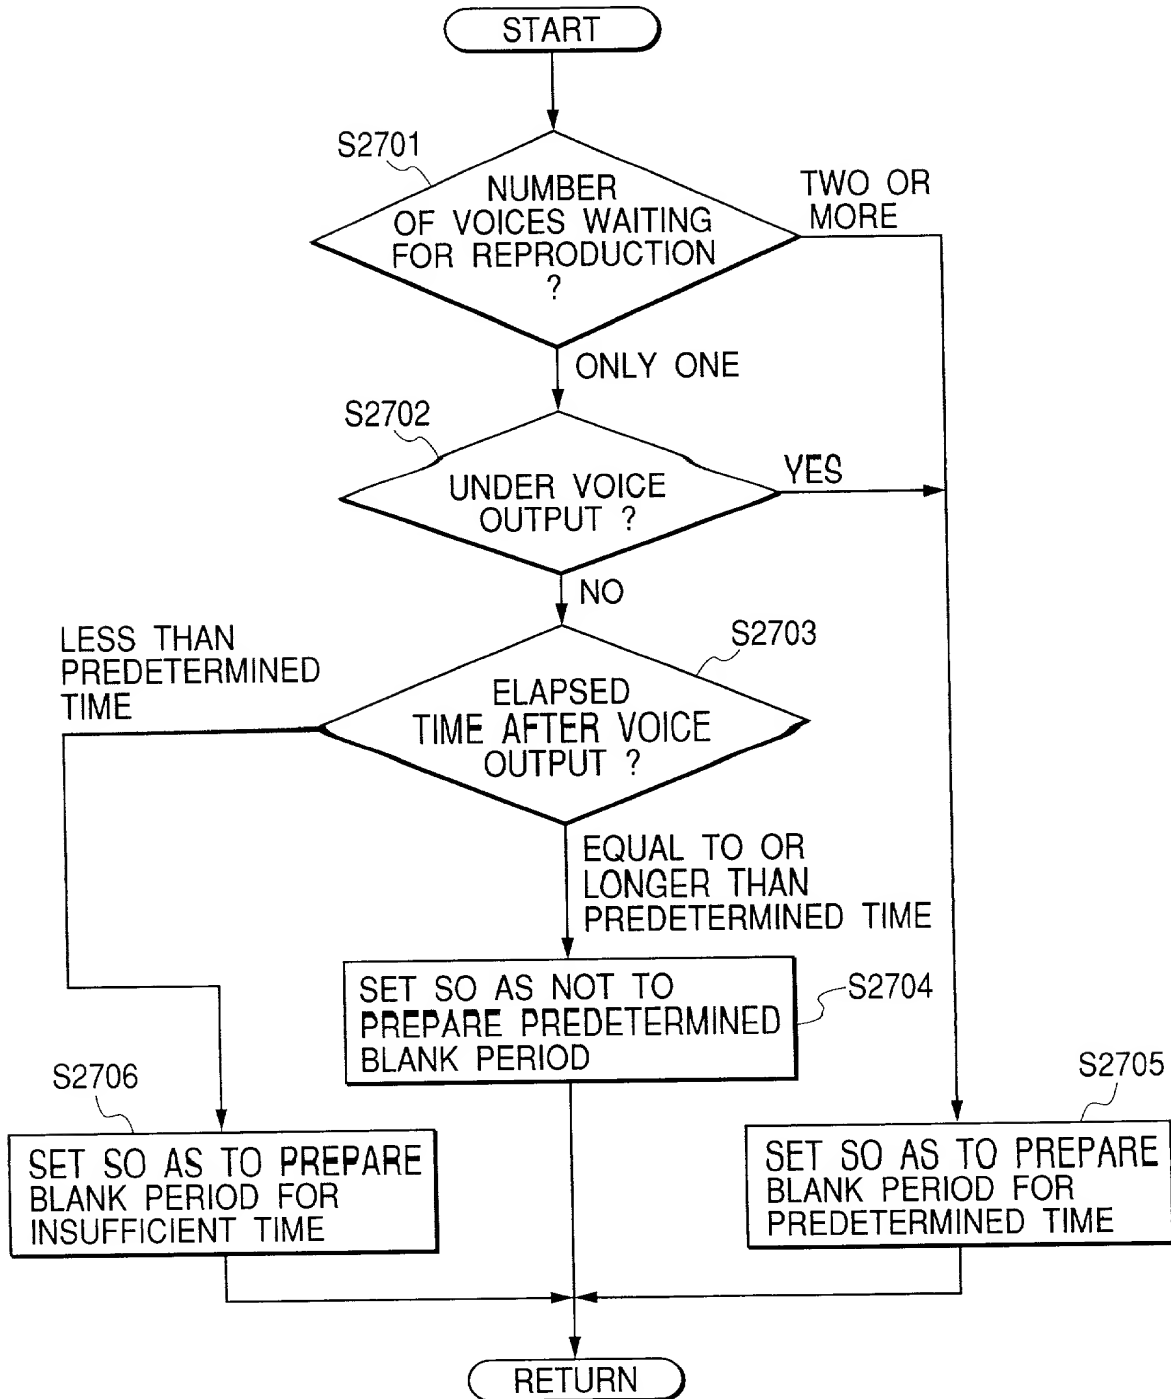 START
S2701
NUMBER
OF VOICES WAITING
FOR REPRODUCTION
?
TWO OR
MORE
ONLY ONE
S2702
UNDER VOICE
OUTPUT ?
YES
NO
S2703
LESS THAN
PREDETERMINED
TIME
ELAPSED
TIME AFTER VOICE
OUTPUT ?
EQUAL TO OR
LONGER THAN
PREDETERMINED TIME
SET SO AS NOT TO
PREPARE PREDETERMINED
BLANK PERIOD
S2704
S2706
SET SO AS TO PREPARE
BLANK PERIOD FOR
INSUFFICIENT TIME
S2705
SET SO AS TO PREPARE
BLANK PERIOD FOR
PREDETERMINED TIME
RETURN